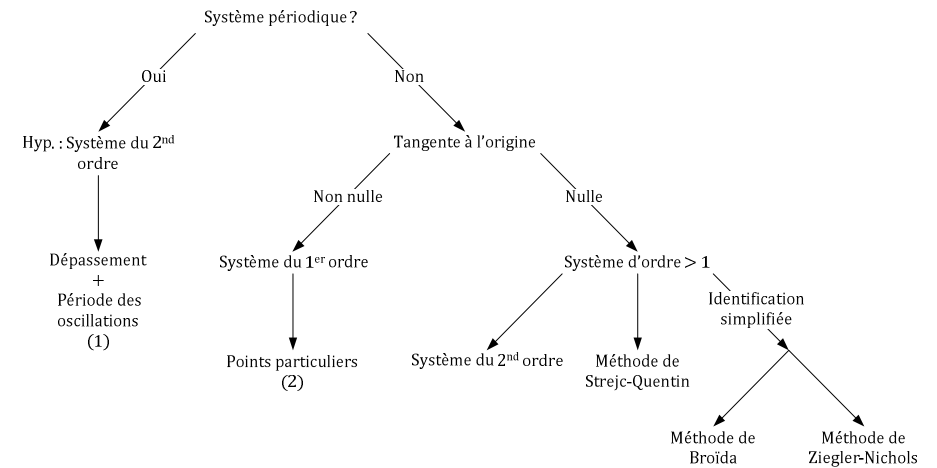 Système périodique ?
Oui
Non
Hyp. : Système du 2nd
ordre
Tangente à l'origine
Non nulle
Nulle
Dépassement
+
Période des
oscillations
(1)
Système du 1er ordre
Système d'ordre > 1
Identification
simplifiée
Points particuliers
(2)
Système du 2nd ordre
Méthode de
Strejc-Quentin
Méthode de
Broïda
Méthode de
Ziegler-Nichols